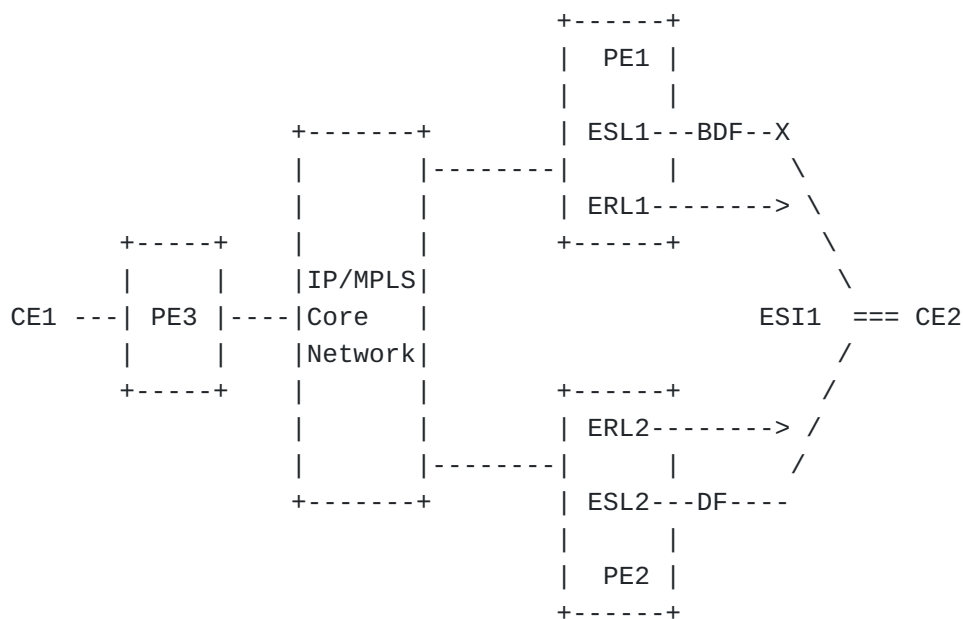 +------+
                                    |  PE1 |
                                    |      |
                   +-------+        | ESL1---BDF--X
                   |       |--------|      |       \
                   |       |        | ERL1--------> \
       +-----+     |       |        +------+         \
       |     |     |IP/MPLS|                          \
CE1 ---| PE3 |----|Core   |                     ESI1  === CE2
       |     |     |Network|                          /
       +-----+     |       |        +------+         /
                   |       |        | ERL2--------> /
                   |       |--------|      |       /
                   +-------+        | ESL2---DF----
                                    |      |
                                    |  PE2 |
                                    +------+